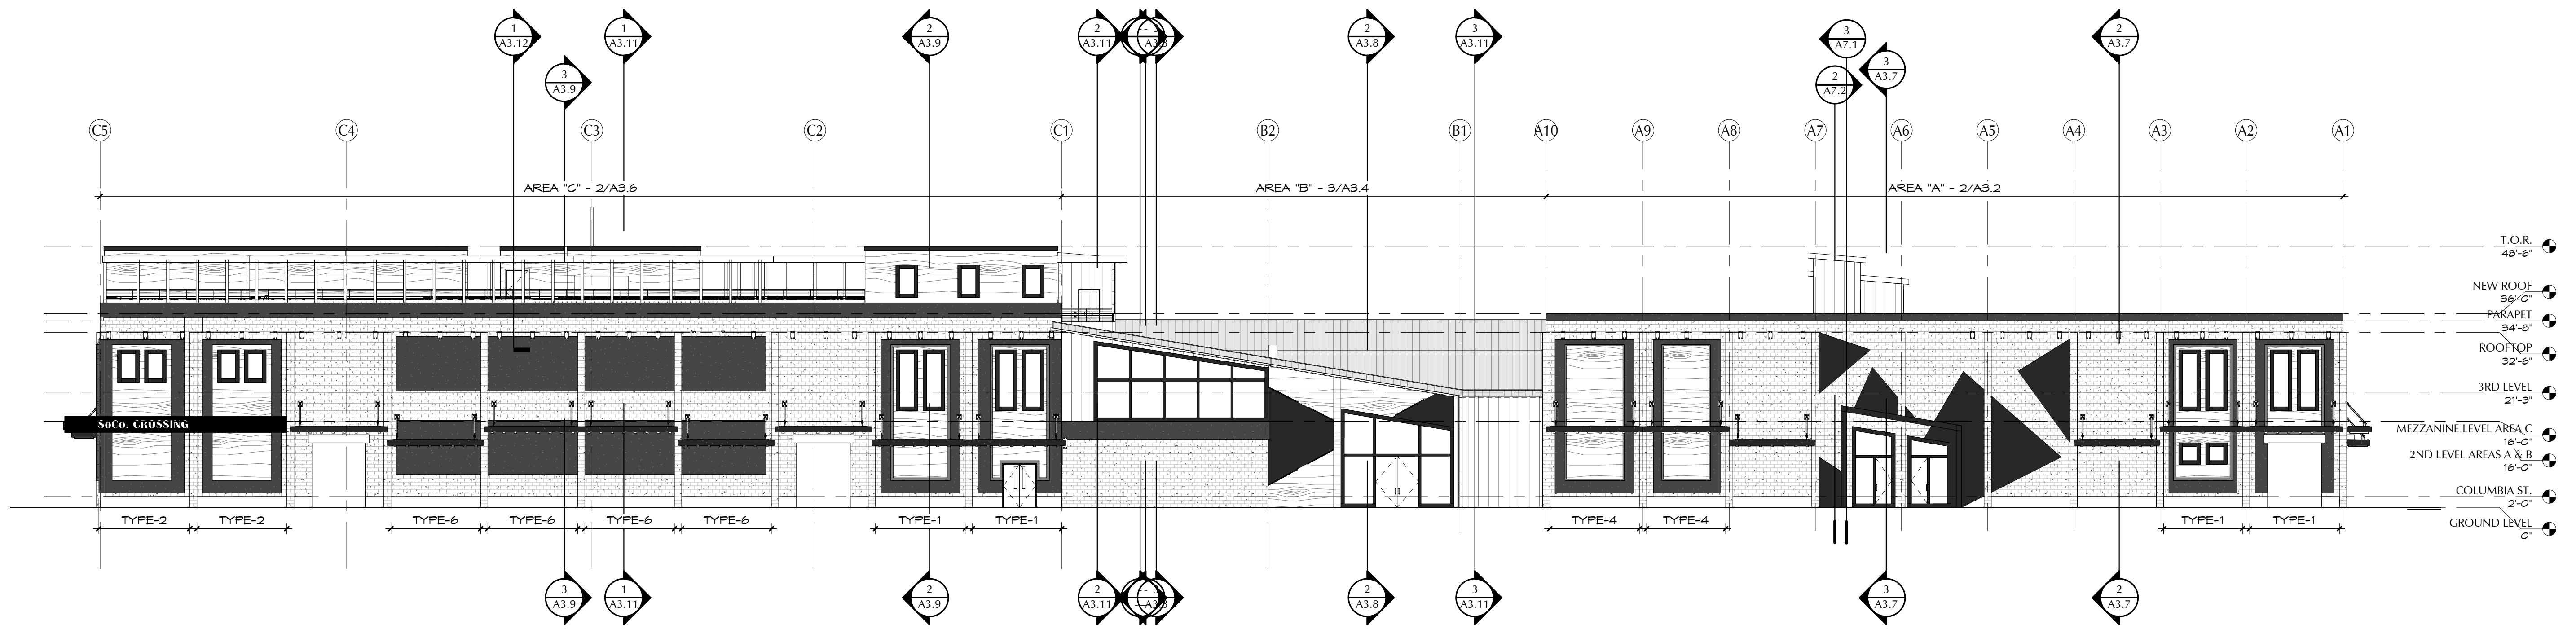 1
A3.12
1
A3.11
2
A3.9
2
A3.11
2
A3.8
3
A3.11
3
A7.1
2
A3.7
3
A3.9
3
A3.7
2
A7.2
C5
C4
C3
C2
C1
B2
B1
A10
A9
A8
A7
A6
A5
A4
A3
A2
A1
AREA "C" - 2/A3.6
AREA "B" - 3/A3.4
AREA "A" - 2/A3.2
T.O.R.
48'-6"
NEW ROOF
36'-0"
PARAPET
34'-8"
ROOFTOP
32'-6"
3RD LEVEL
21'-3"
SoCo. CROSSING
MEZZANINE LEVEL AREA C
16'-0"
2ND LEVEL AREAS A & B
16'-0"
COLUMBIA ST.
2'-0"
GROUND LEVEL
0"
TYPE-2
TYPE-2
TYPE-6
TYPE-6
TYPE-6
TYPE-6
TYPE-1
TYPE-1
TYPE-4
TYPE-4
TYPE-1
TYPE-1
3
A3.9
1
A3.11
2
A3.9
2
A3.11
2
A3.8
3
A3.11
3
A3.7
2
A3.7